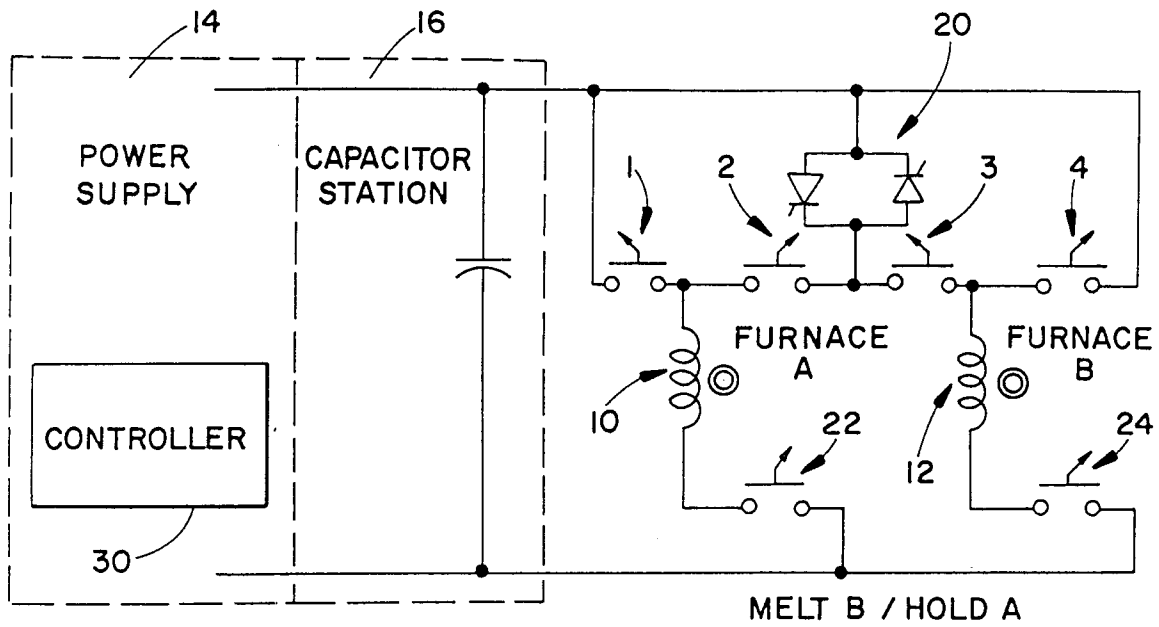 14
16
20
POWER
SUPPLY
CAPACITOR
STATION
1
2
3
4
FURNACE
A
FURNACE
B
10
12
22
24
CONTROLLER
30
MELT B / HOLD A